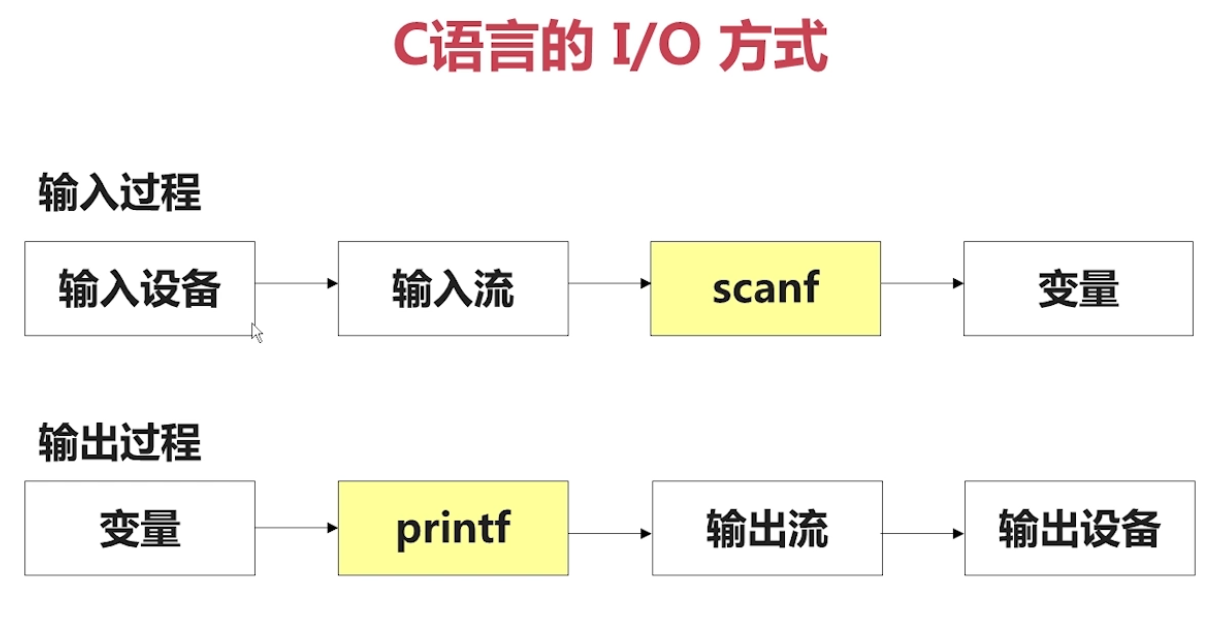 C语言的 I/O 方式
输入过程
输入设备 输入流 scanf 变量
输出过程
变量 printf 输出流 输出设备